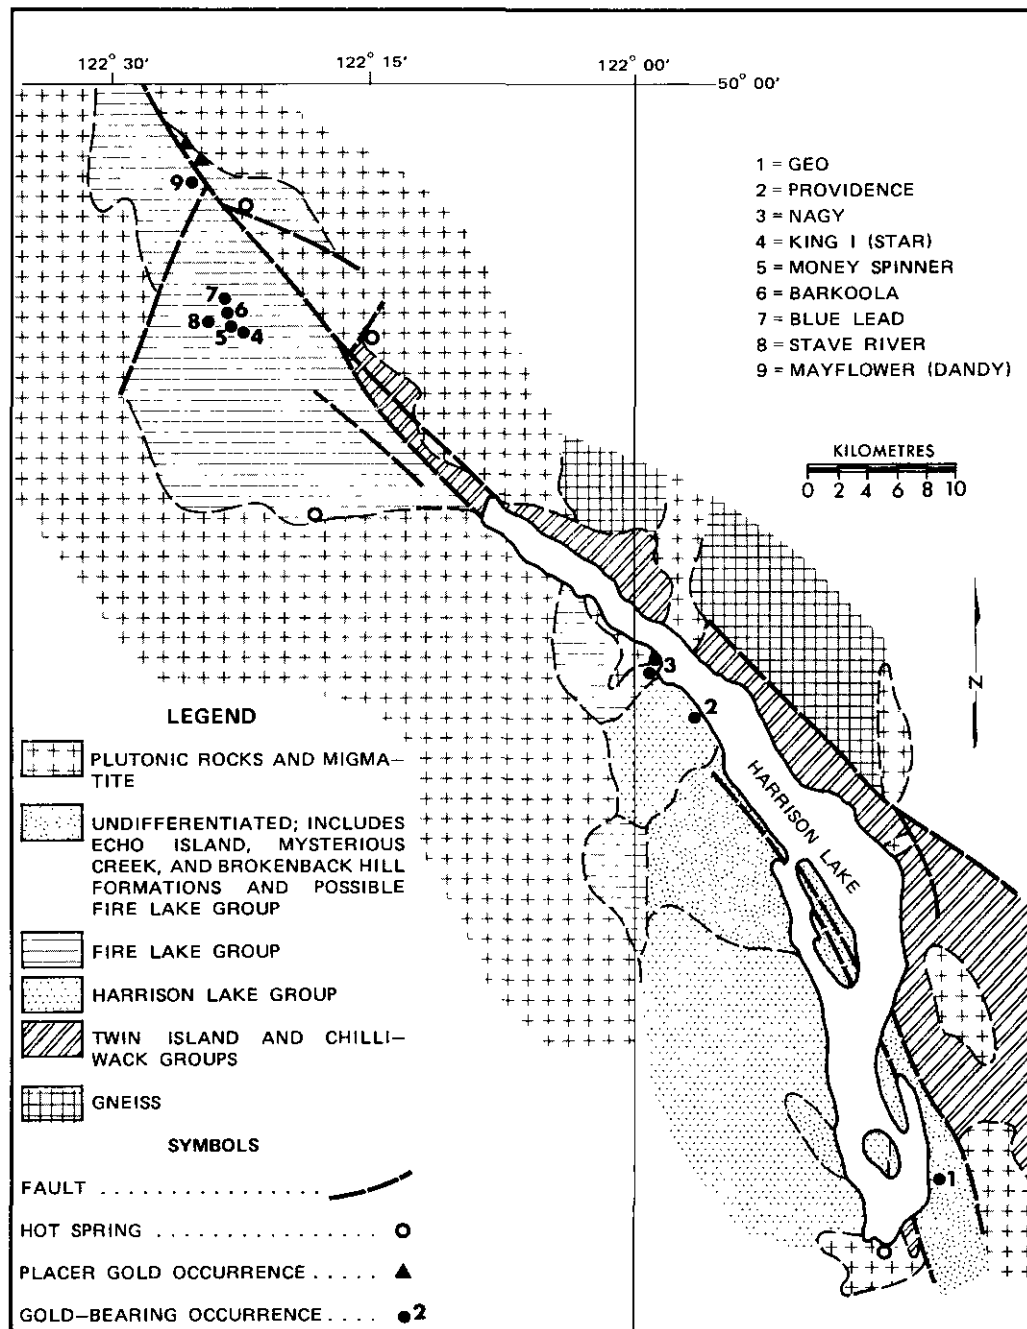 122° 30'
122° 15'
122° 00'
50° 00'
1 = GEO
2 = PROVIDENCE
3 = NAGY
4 = KING I (STAR)
5 = MONEY SPINNER
6 = BARKOOLA
7 = BLUE LEAD
8 = STAVE RIVER
9 = MAYFLOWER (DANDY)
9
7
6
8
5
4
KILOMETRES
0 2 4 6 8 10
N
3
2
HARRISON LAKE
1
LEGEND
PLUTONIC ROCKS AND MIGMA–
TITE
UNDIFFERENTIATED; INCLUDES
ECHO ISLAND, MYSTERIOUS
CREEK, AND BROKENBACK HILL
FORMATIONS AND POSSIBLE
FIRE LAKE GROUP
FIRE LAKE GROUP
HARRISON LAKE GROUP
TWIN ISLAND AND CHILLI–
WACK GROUPS
GNEISS
SYMBOLS
FAULT . . . . . . . . . . . . .
HOT SPRING . . . . . . . . . . . . . . . .
PLACER GOLD OCCURRENCE . . . . .
GOLD–BEARING OCCURRENCE . . . . 2